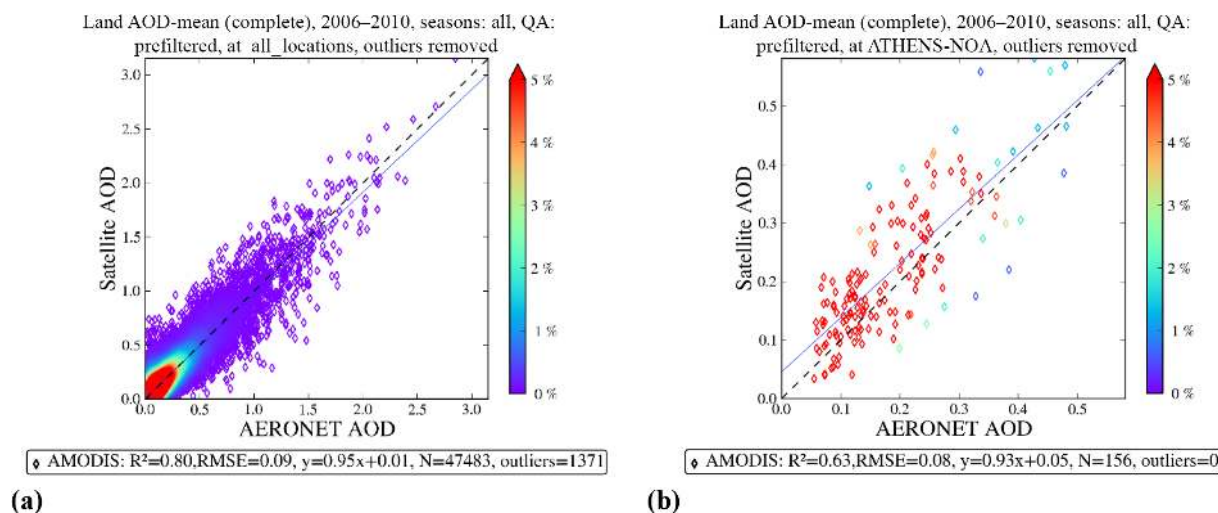 Land AOD-mean (complete), 2006–2010, seasons: all, QA:
prefiltered, at all_locations, outliers removed
3.0
2.5
2.0
1.5
1.0
0.5
0.0
Satellite AOD
0.0 0.5 1.0 1.5 2.0 2.5 3.0
AERONET AOD
5 %
4 %
3 %
2 %
1 %
0 %
AMODIS: R²=0.80,RMSE=0.09, y=0.95x+0.01, N=47483, outliers=1371
(a)
Land AOD-mean (complete), 2006–2010, seasons: all, QA:
prefiltered, at ATHENS-NOA, outliers removed
0.5
0.4
0.3
0.2
0.1
0.0
Satellite AOD
0.0 0.1 0.2 0.3 0.4 0.5
AERONET AOD
5 %
4 %
3 %
2 %
1 %
0 %
AMODIS: R²=0.63,RMSE=0.08, y=0.93x+0.05, N=156, outliers=0
(b)